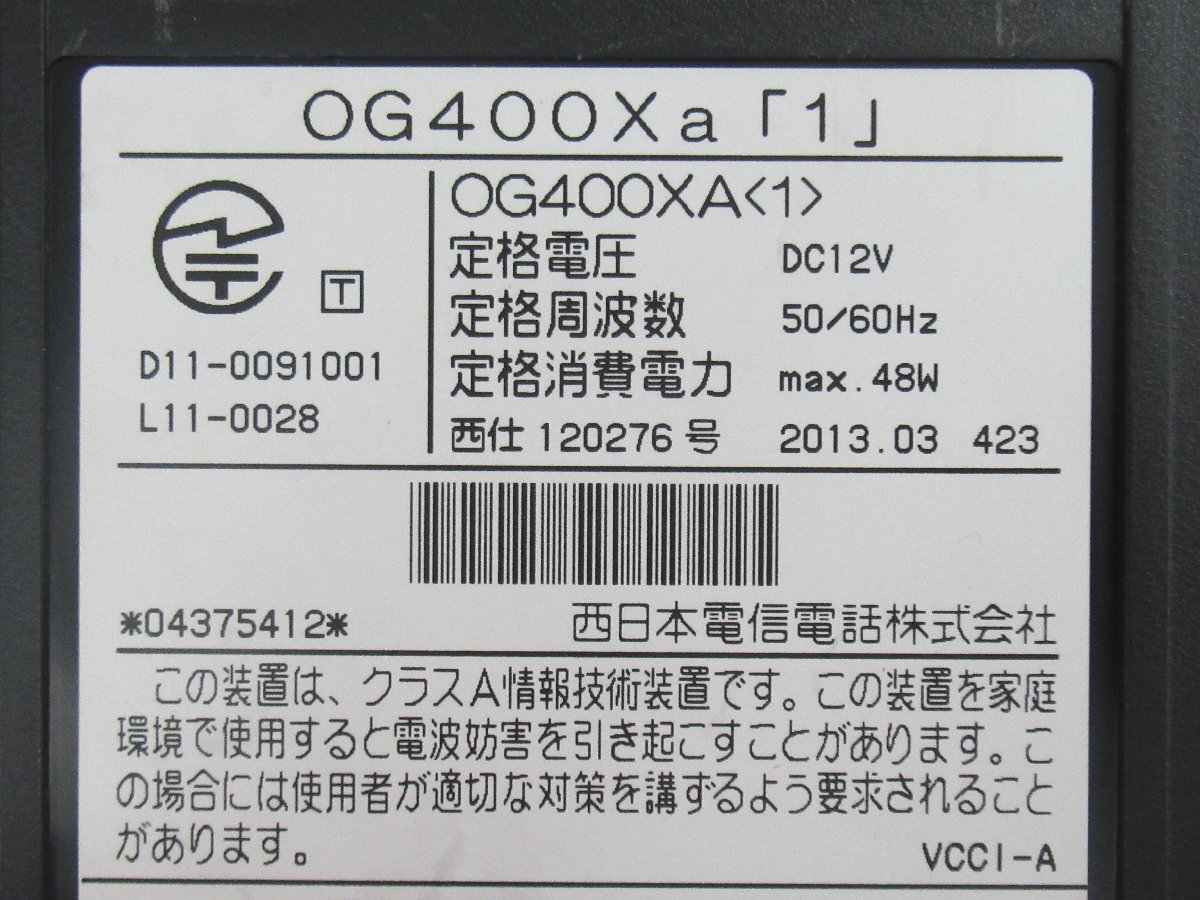 OG400Xa「1」
T
D11-0091001
L11-0028
OG400XA<1>
定格電圧 DC12V
定格周波数 50/60Hz
定格消費電力 max.48W
西仕120276号 2013.03 423
*04375412*
西日本電信電話株式会社
この装置は、クラスA情報技術装置です。この装置を家庭
環境で使用すると電波妨害を引き起こすことがあります。こ
の場合には使用者が適切な対策を講ずるよう要求されること
があります。
VCCI-A